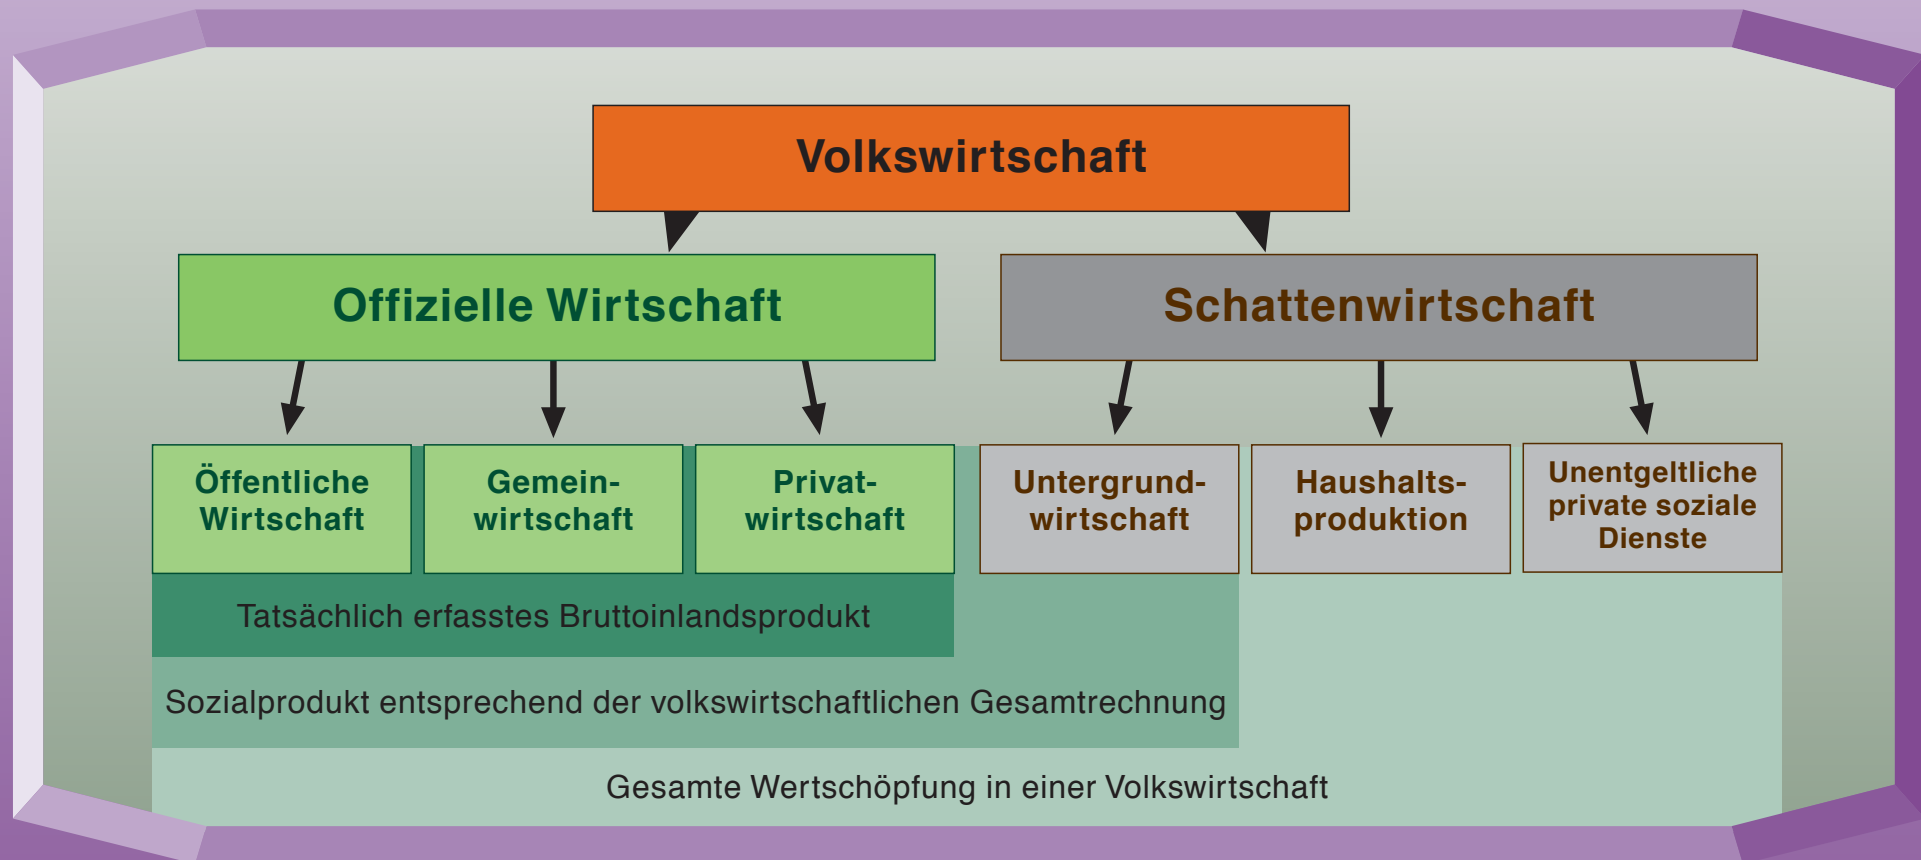 Volkswirtschaft
Offizielle Wirtschaft
Schattenwirtschaft
Öffentliche
Wirtschaft
Gemein-
wirtschaft
Privat-
wirtschaft
Untergrund-
wirtschaft
Haushalts-
produktion
Unentgeltliche
private soziale
Dienste
Tatsächlich erfasstes Bruttoinlandsprodukt
Sozialprodukt entsprechend der volkswirtschaftlichen Gesamtrechnung
Gesamte Wertschöpfung in einer Volkswirtschaft